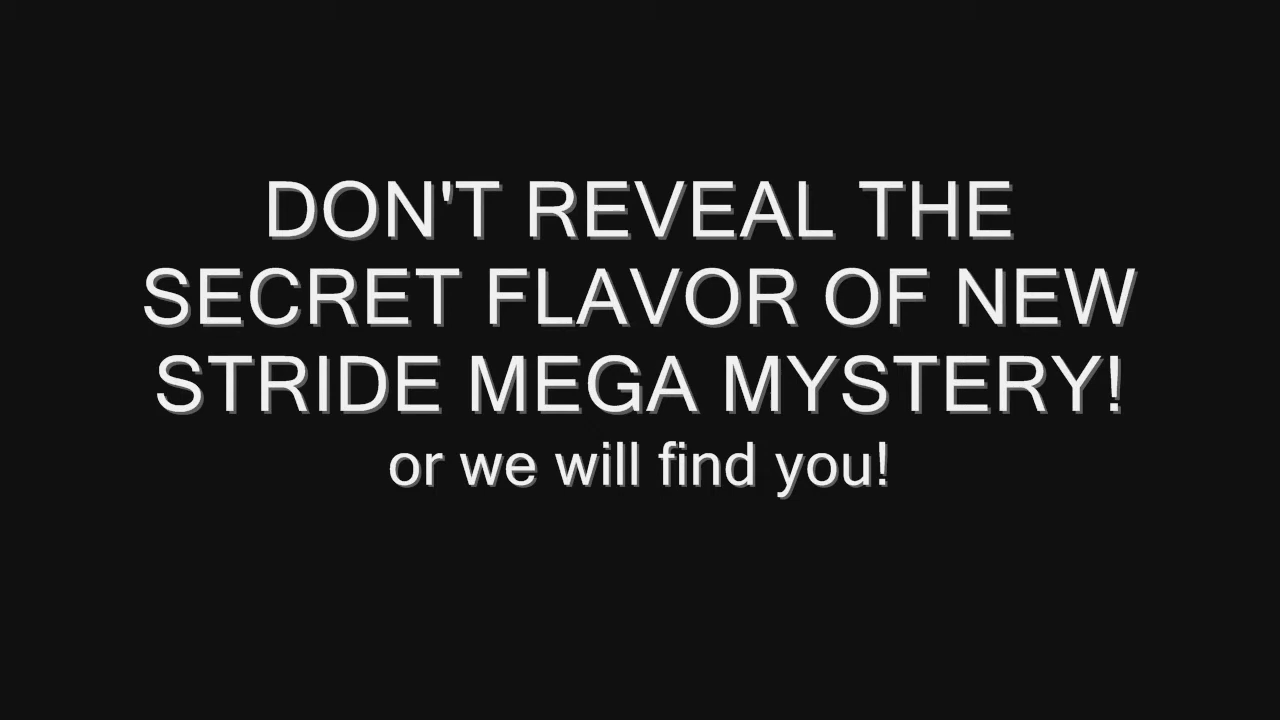 DON'T REVEAL THE
SECRET FLAVOR OF NEW
STRIDE MEGA MYSTERY!
or we will find you!